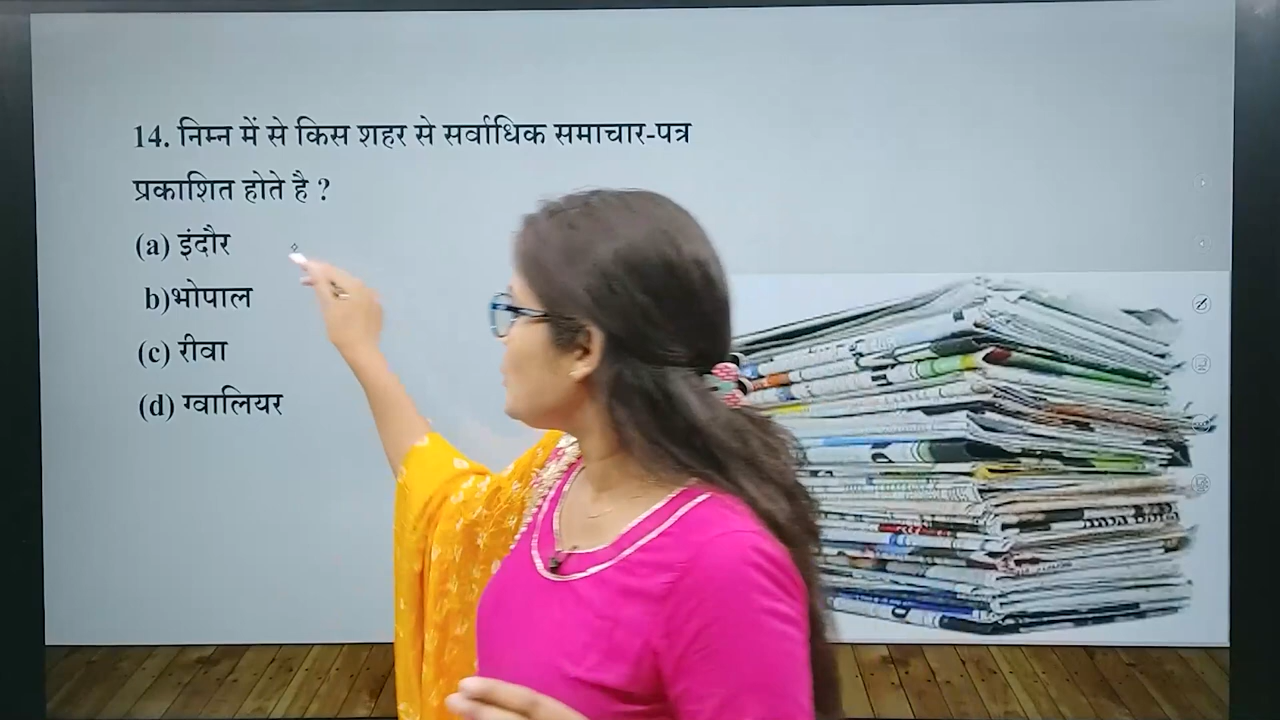 14. निम्न में से किस शहर से सर्वाधिक समाचार-पत्र
प्रकाशित होते है ?
(a) इंदौर
b)भोपाल
(c) रीवा
(d) ग्वालियर